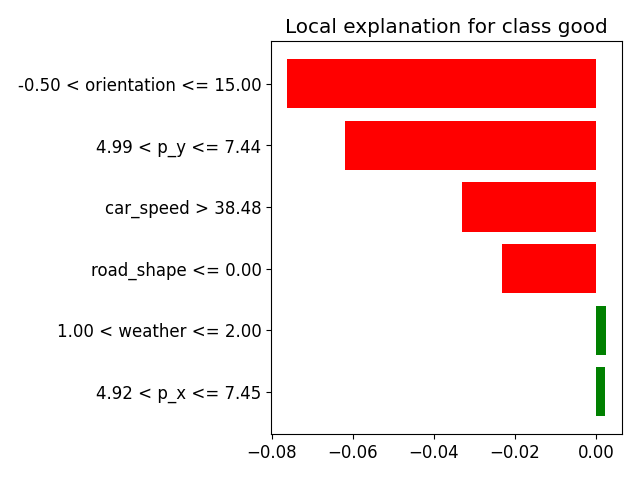 Local explanation for class good
-0.50 < orientation <= 15.00
4.99 < p_y <= 7.44
car_speed > 38.48
road_shape <= 0.00
1.00 < weather <= 2.00
4.92 < p_x <= 7.45
−0.08 −0.06 −0.04 −0.02 0.00